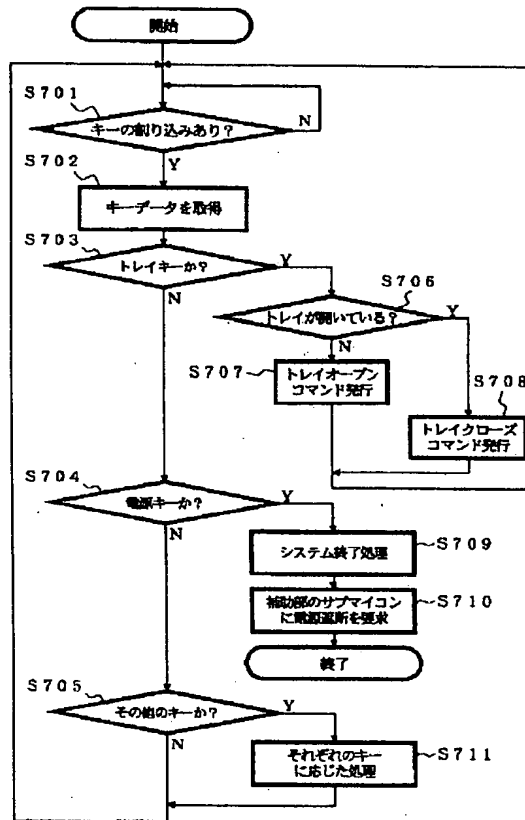 開始
S701
キーの割り込みあり？
N
Y
S702
キーデータを取得
S703
トレイキーか？
Y
N
S706
トレイが開いている？
Y
N
S707
トレイオープン
コマンド発行
S708
トレイクローズ
コマンド発行
S704
電源キーか？
Y
N
システム終了処理
S709
補助部のサブマイコン
に電源遮断を要求
S710
終了
S705
その他のキーか？
Y
N
それぞれのキー
に応じた処理
S711